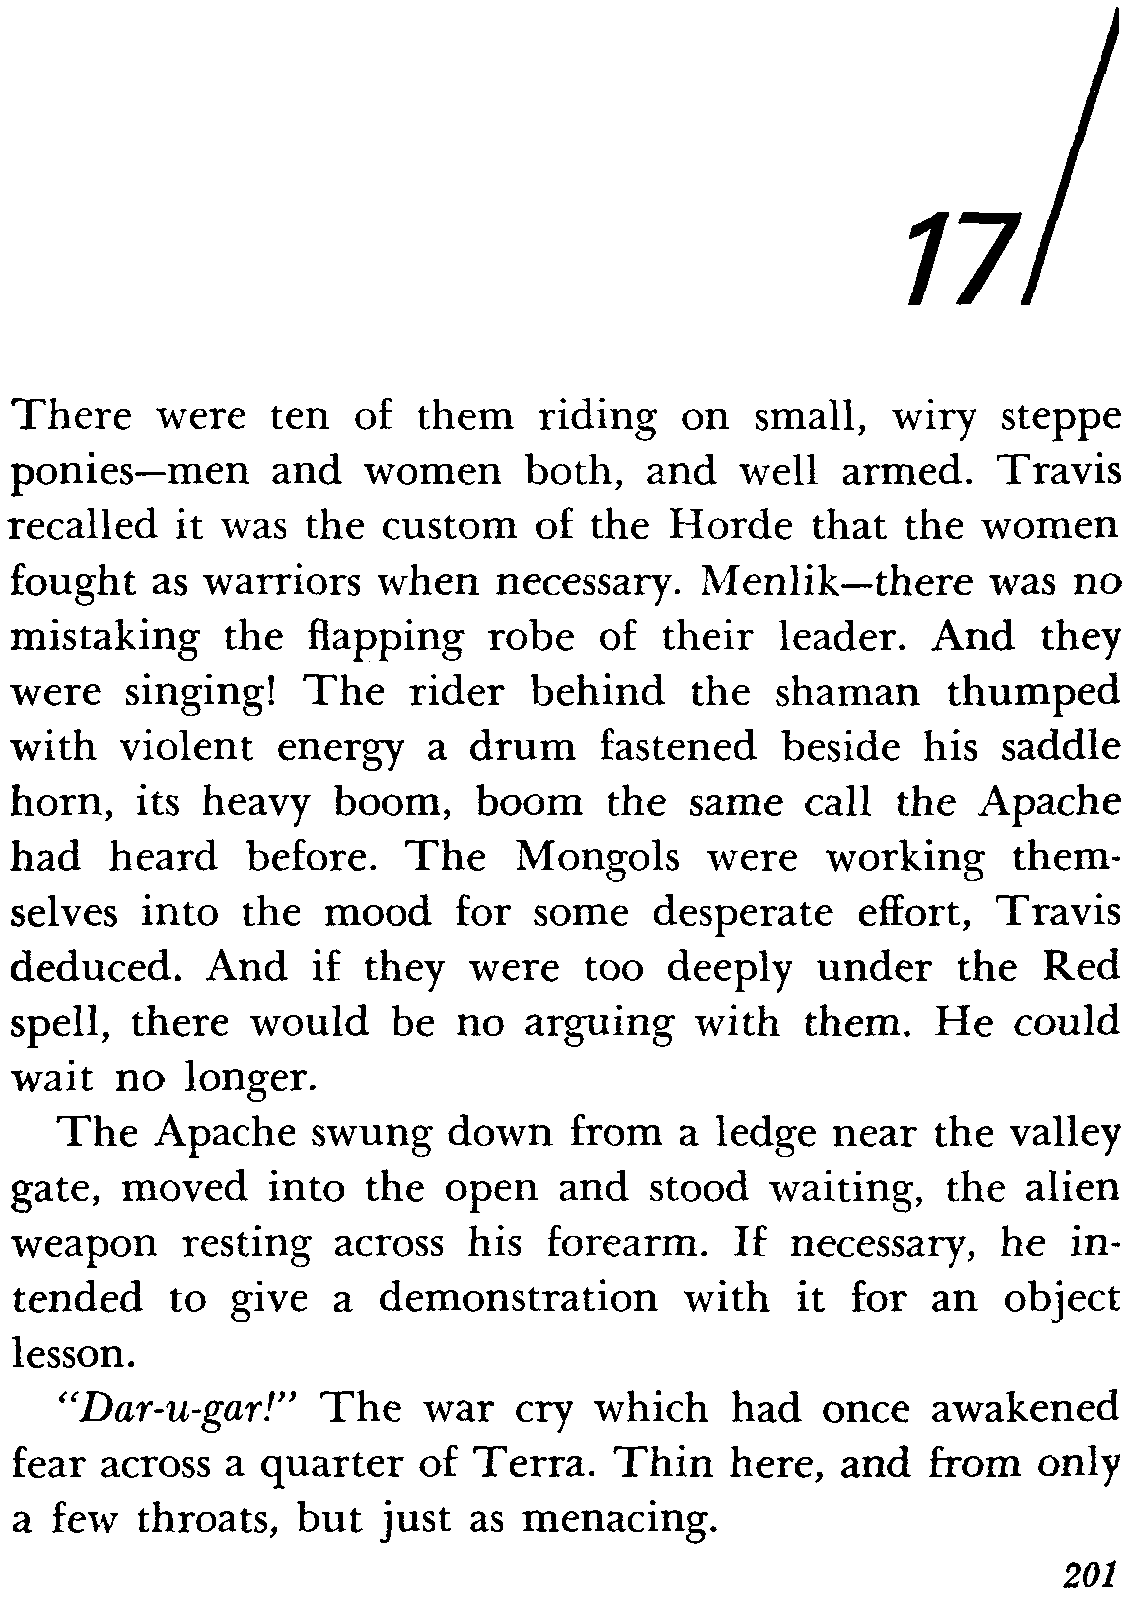 17/
There were ten of them riding on small, wiry steppe
ponies—men and women both, and well armed. Travis
recalled it was the custom of the Horde that the women
fought as warriors when necessary. Menlik—there was no
mistaking the flapping robe of their leader. And they
were singing! The rider behind the shaman thumped
with violent energy a drum fastened beside his saddle
horn, its heavy boom, boom the same call the Apache
had heard before. The Mongols were working them-
selves into the mood for some desperate effort, Travis
deduced. And if they were too deeply under the Red
spell, there would be no arguing with them. He could
wait no longer.
The Apache swung down from a ledge near the valley
gate, moved into the open and stood waiting, the alien
weapon resting across his forearm. If necessary, he in-
tended to give a demonstration with it for an object
lesson.
“Dar-u-gar!” The war cry which had once awakened
fear across a quarter of Terra. Thin here, and from only
a few throats, but just as menacing.
201